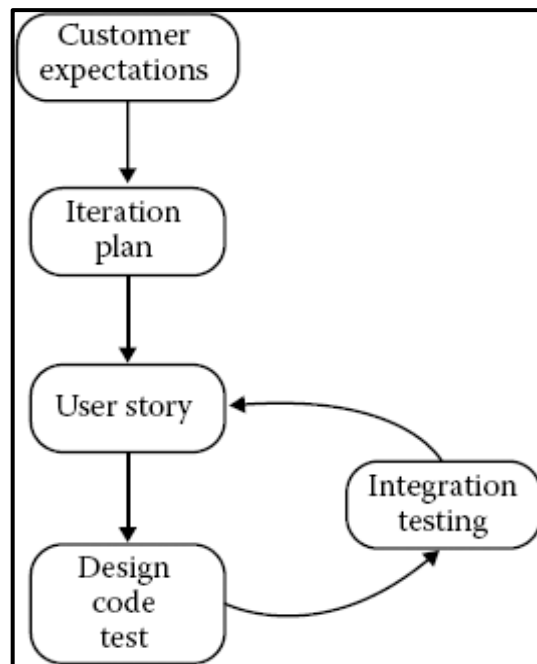 Customer
expectations
Iteration
plan
User story
Integration
testing
Design
code
test